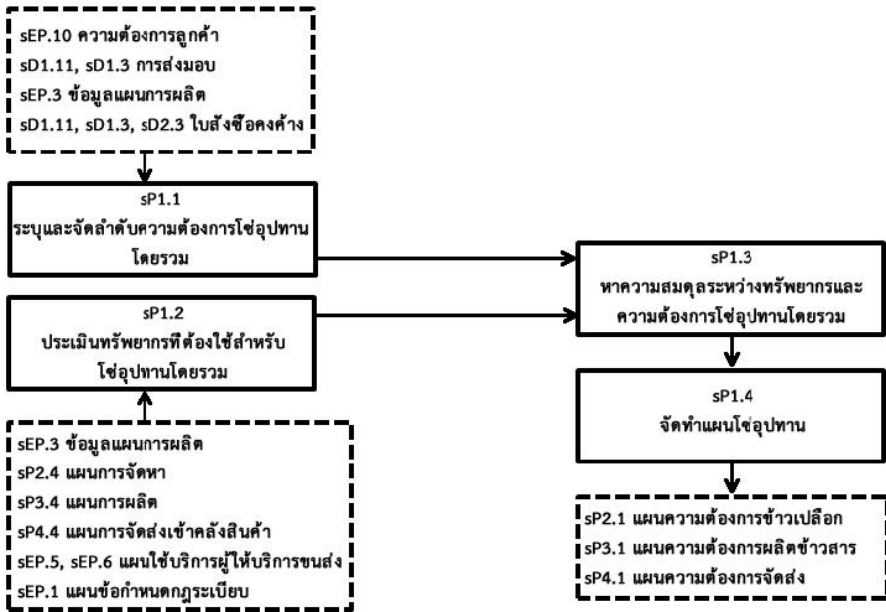 sEP.10 ความต้องการลูกค้า
sD1.11, sD1.3 การส่งมอบ
sEP.3 ข้อมูลแผนการผลิต
sD1.11, sD1.3, sD2.3 ใบสั่งซื้อคงค้าง
sP1.1
ระบุและจัดลำดับความต้องการโซ่อุปทาน
โดยรวม
sP1.2
ประเมินทรัพยากรที่ต้องใช้สำหรับ
โซ่อุปทานโดยรวม
sEP.3 ข้อมูลแผนการผลิต
sP2.4 แผนการจัดหา
sP3.4 แผนการผลิต
sP4.4 แผนการจัดส่งเข้าคลังสินค้า
sEP.5, sEP.6 แผนใช้บริการผู้ให้บริการขนส่ง
sEP.1 แผนข้อกำหนดกฎระเบียบ
sP1.3
หาความสมดุลระหว่างทรัพยากรและ
ความต้องการโซ่อุปทานโดยรวม
sP1.4
จัดทำแผนโซ่อุปทาน
sP2.1 แผนความต้องการข้าวเปลือก
sP3.1 แผนความต้องการผลิตข้าวสาร
sP4.1 แผนความต้องการจัดส่ง